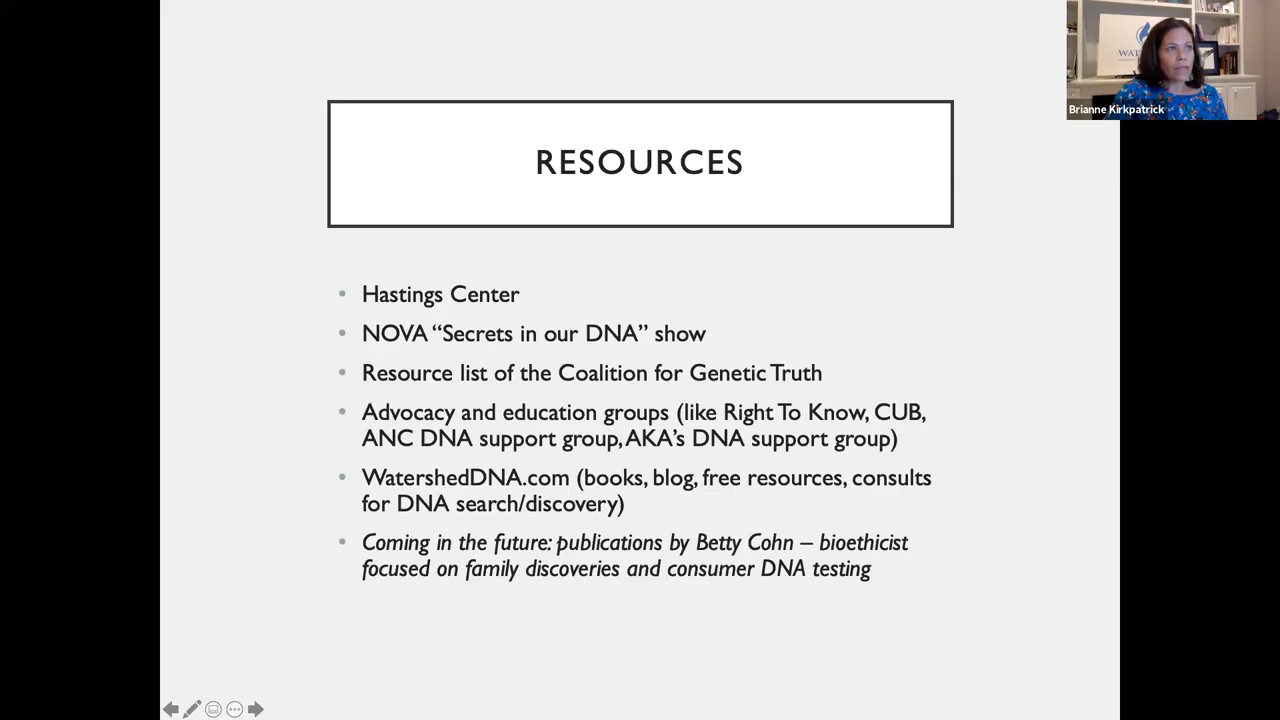 RESOURCES
Hastings Center
NOVA “Secrets in our DNA” show
Resource list of the Coalition for Genetic Truth
Advocacy and education groups (like Right To Know, CUB,
ANC DNA support group, AKA’s DNA support group)
WatershedDNA.com (books, blog, free resources, consults
for DNA search/discovery)
Coming in the future: publications by Betty Cohn – bioethicist
focused on family discoveries and consumer DNA testing
Brianne Kirkpatrick